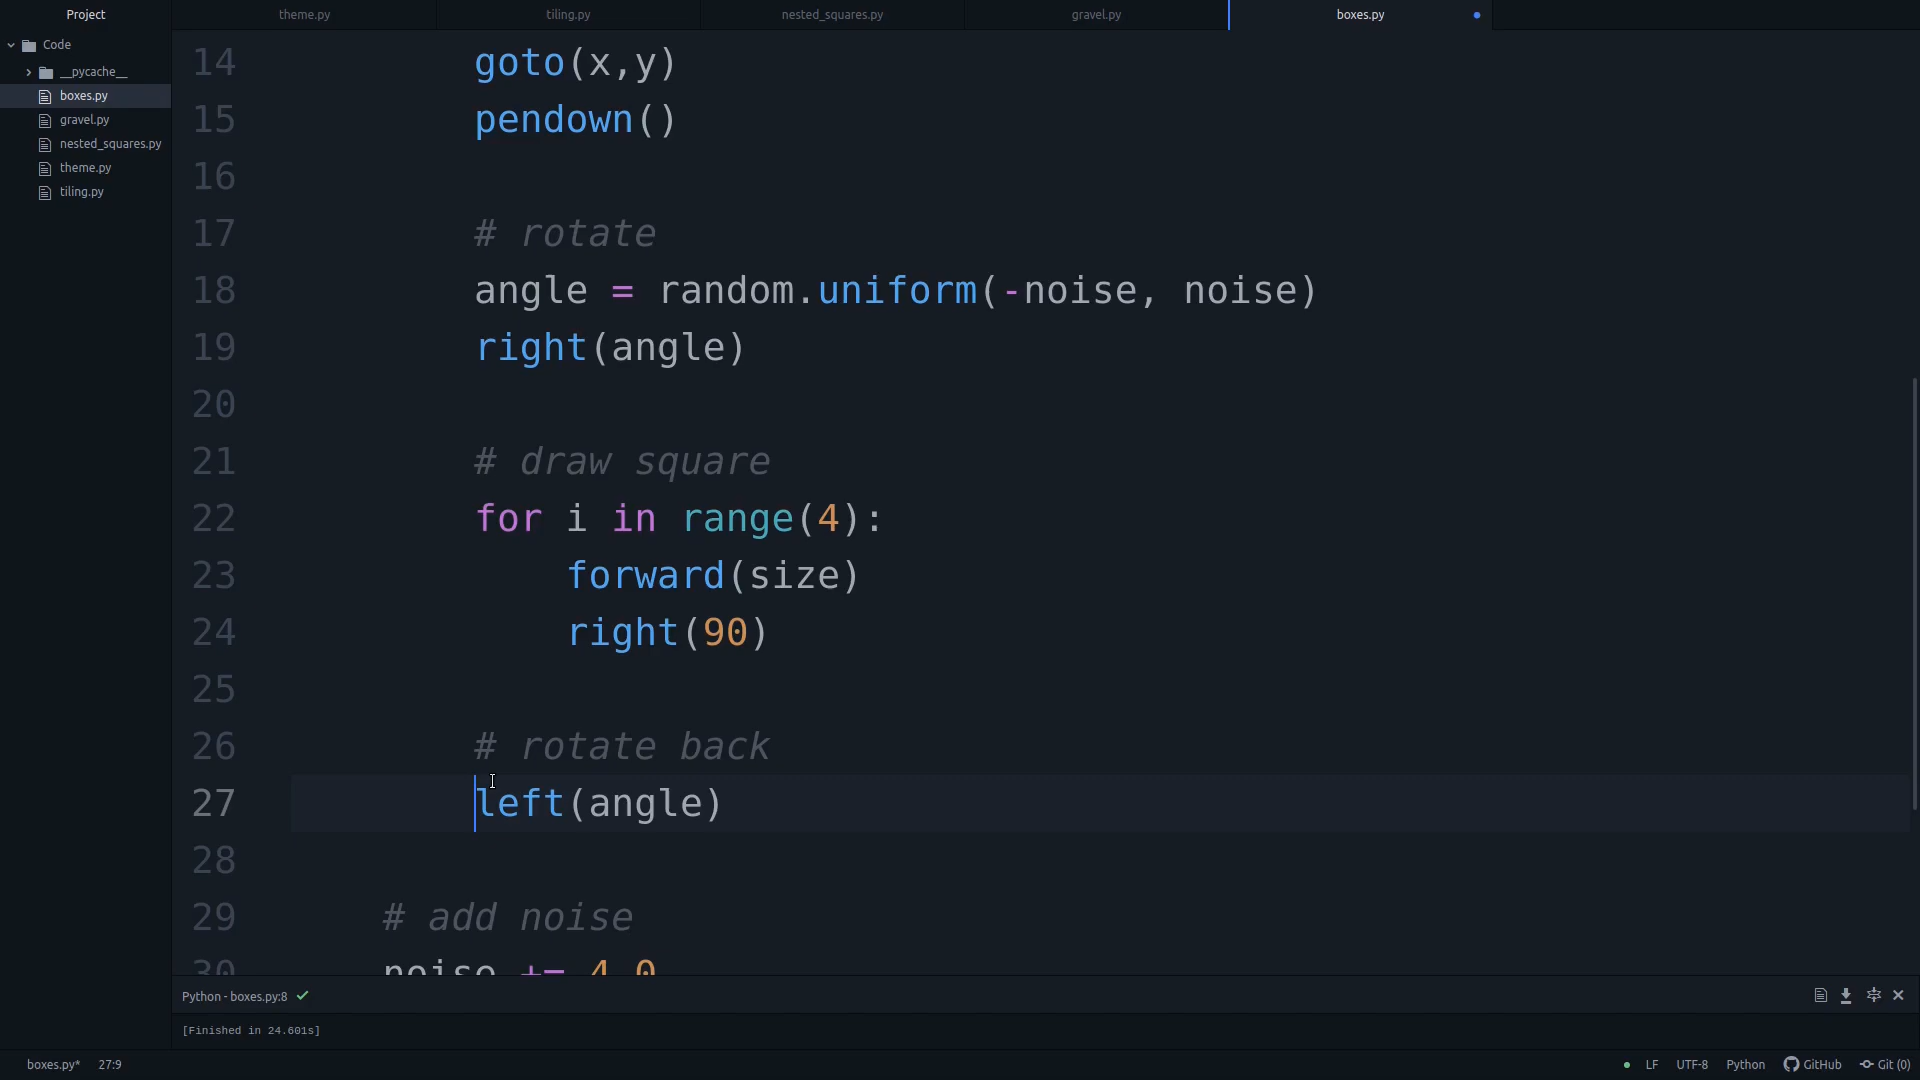 Project
theme.py
tiling.py
nested_squares.py
gravel.py
boxes.py
Code
__pycache__
boxes.py
gravel.py
nested_squares.py
theme.py
tiling.py
14 goto(x,y)
15 pendown()
16
17 # rotate
18 angle = random.uniform(-noise, noise)
19 right(angle)
20
21 # draw square
22 for i in range(4):
23 forward(size)
24 right(90)
25
26 # rotate back
27 left(angle)
28
29 # add noise
30 noise += 4.0
Python - boxes.py:8
[Finished in 24.601s]
boxes.py* 27:9
LF UTF-8 Python GitHub Git (0)